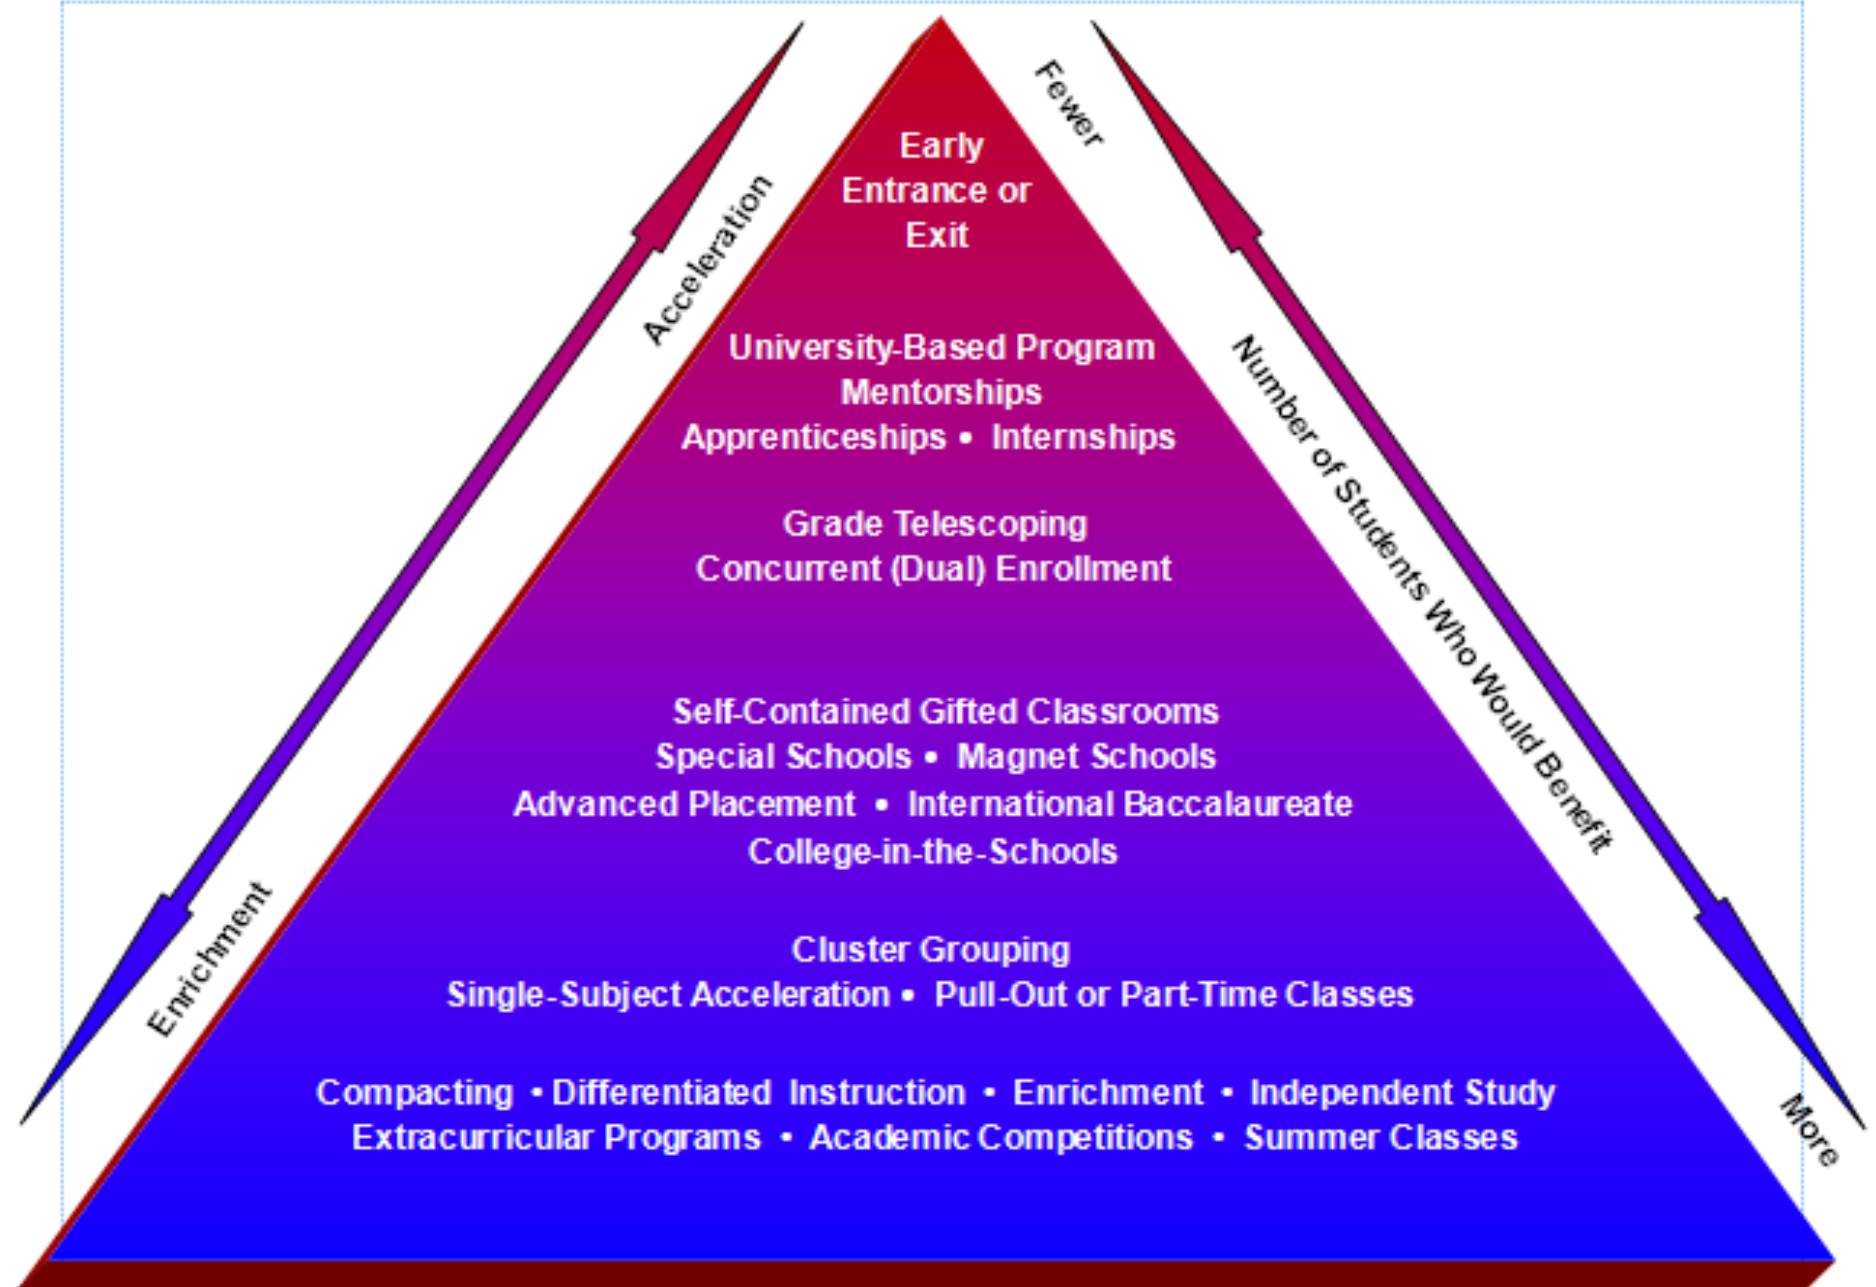 Fewer
Early
Entrance or
Exit
Acceleration
University-Based Program
Mentorships
Apprenticeships • Internships
Number of Students Who Would Benefit
Grade Telescoping
Concurrent (Dual) Enrollment
Self-Contained Gifted Classrooms
Special Schools • Magnet Schools
Advanced Placement • International Baccalaureate
College-in-the-Schools
Enrichment
Cluster Grouping
Single-Subject Acceleration • Pull-Out or Part-Time Classes
Compacting • Differentiated Instruction • Enrichment • Independent Study
Extracurricular Programs • Academic Competitions • Summer Classes
More